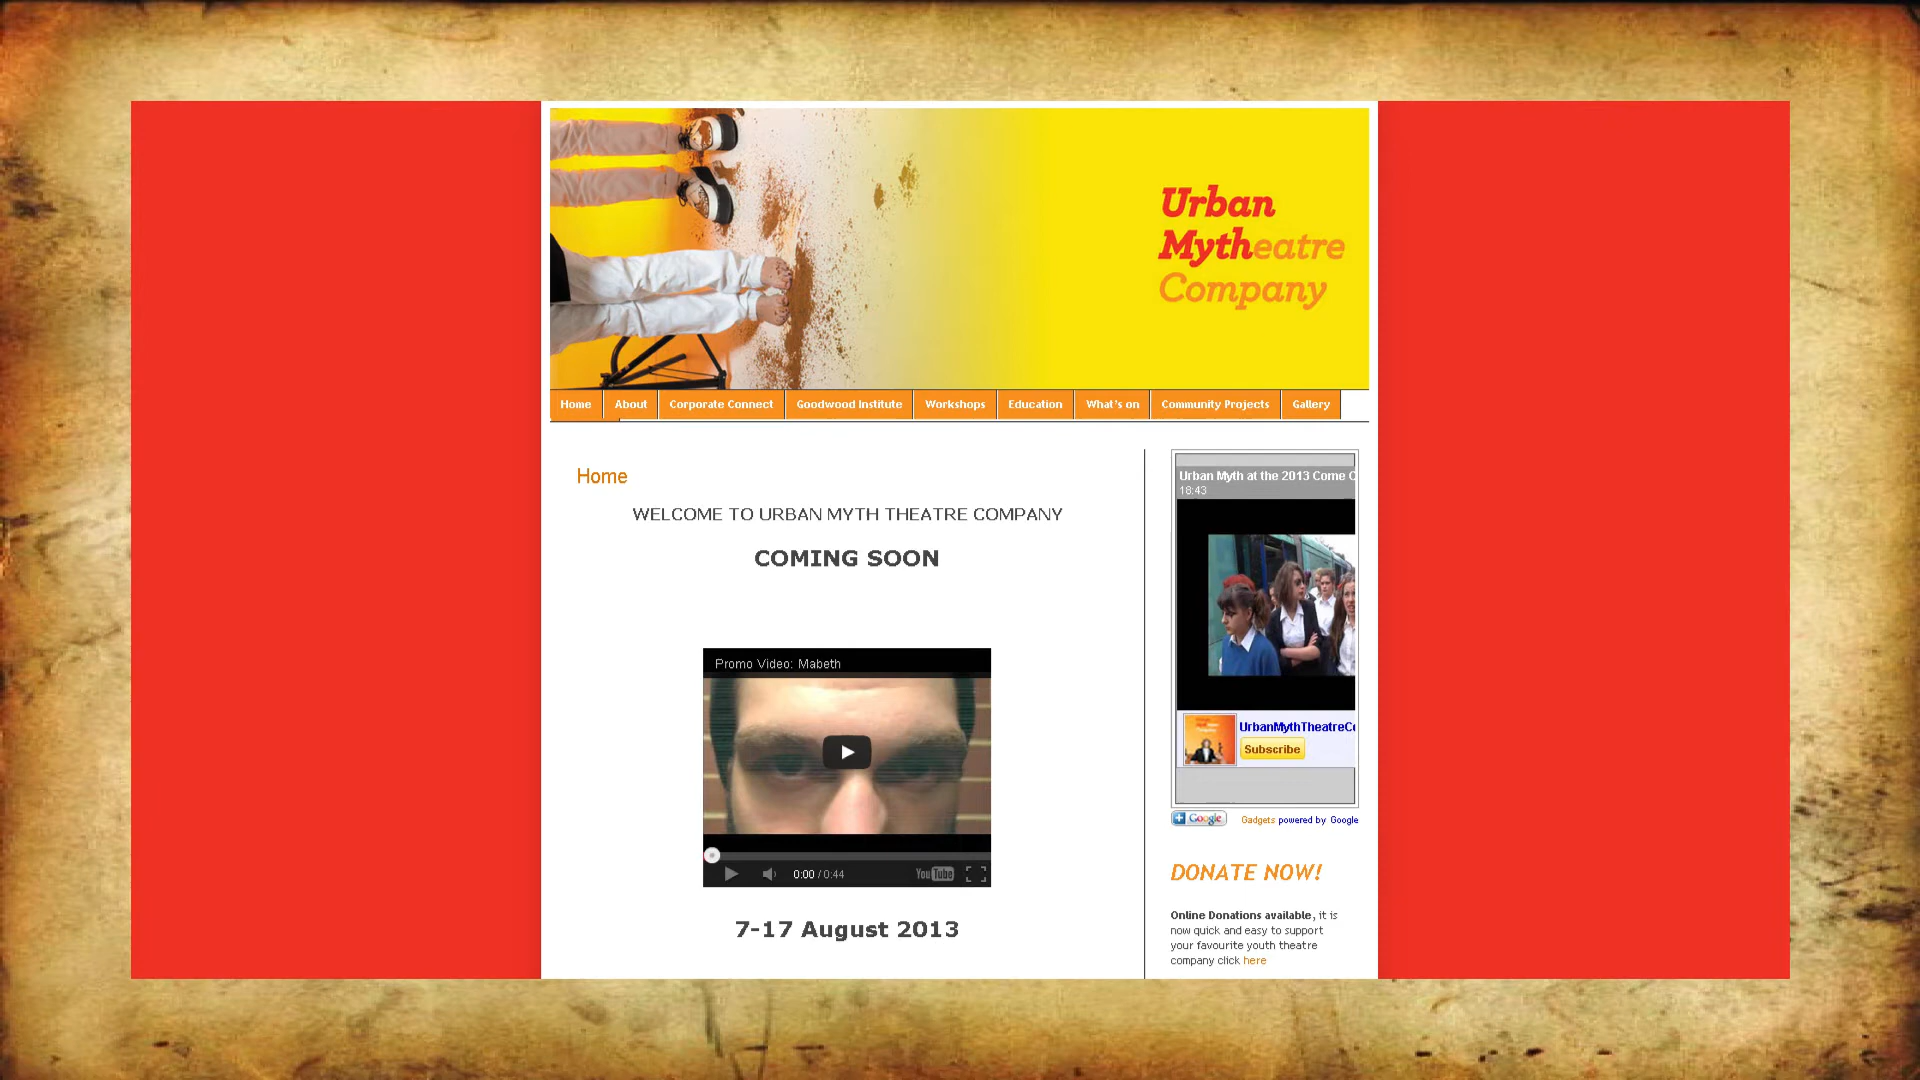 Urban
Mytheatre
Company
Home About Corporate Connect Goodwood Institute Workshops Education What's on Community Projects Gallery
Home
WELCOME TO URBAN MYTH THEATRE COMPANY
COMING SOON
Promo Video: Mabeth
0:00 / 0:44 YouTube
7-17 August 2013
Urban Myth at the 2013 Come
18:43
UrbanMythTheatreC
Subscribe
Google Gadgets powered by Google
DONATE NOW!
Online Donations available, it is
now quick and easy to support
your favourite youth theatre
company click here